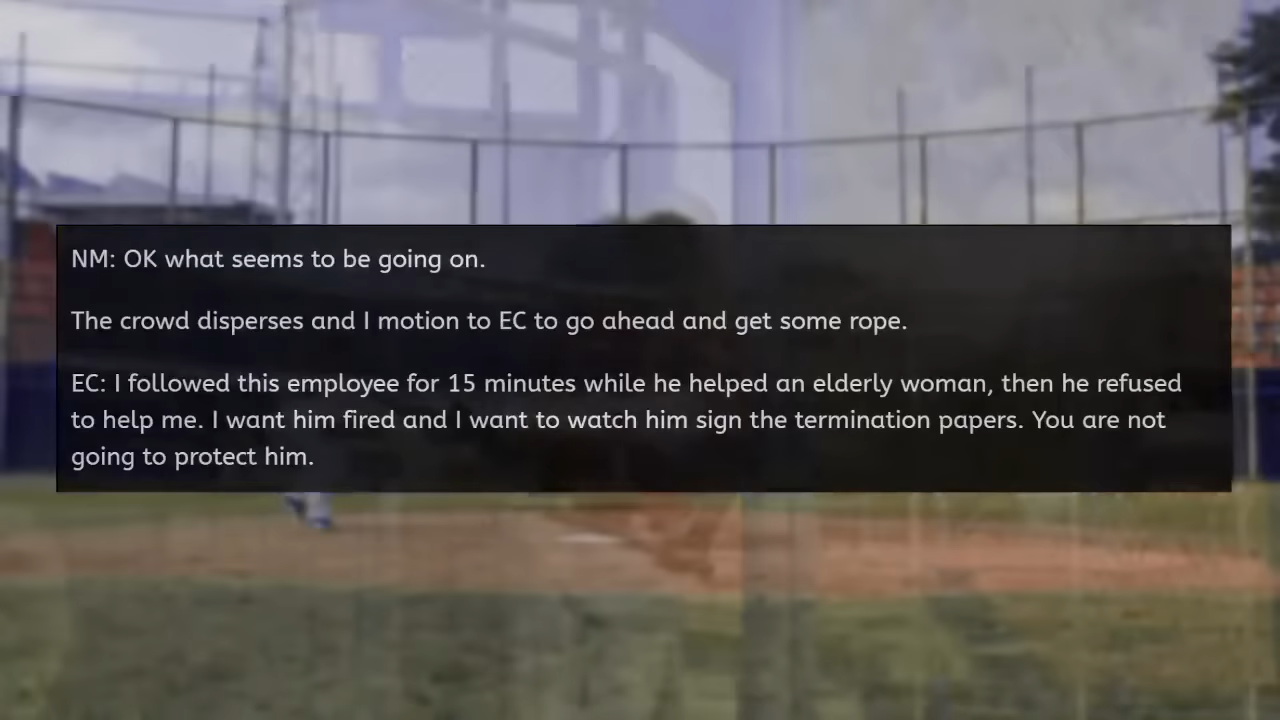 NM: OK what seems to be going on.
The crowd disperses and I motion to EC to go ahead and get some rope.
EC: I followed this employee for 15 minutes while he helped an elderly woman, then he refused
to help me. I want him fired and I want to watch him sign the termination papers. You are not
going to protect him.